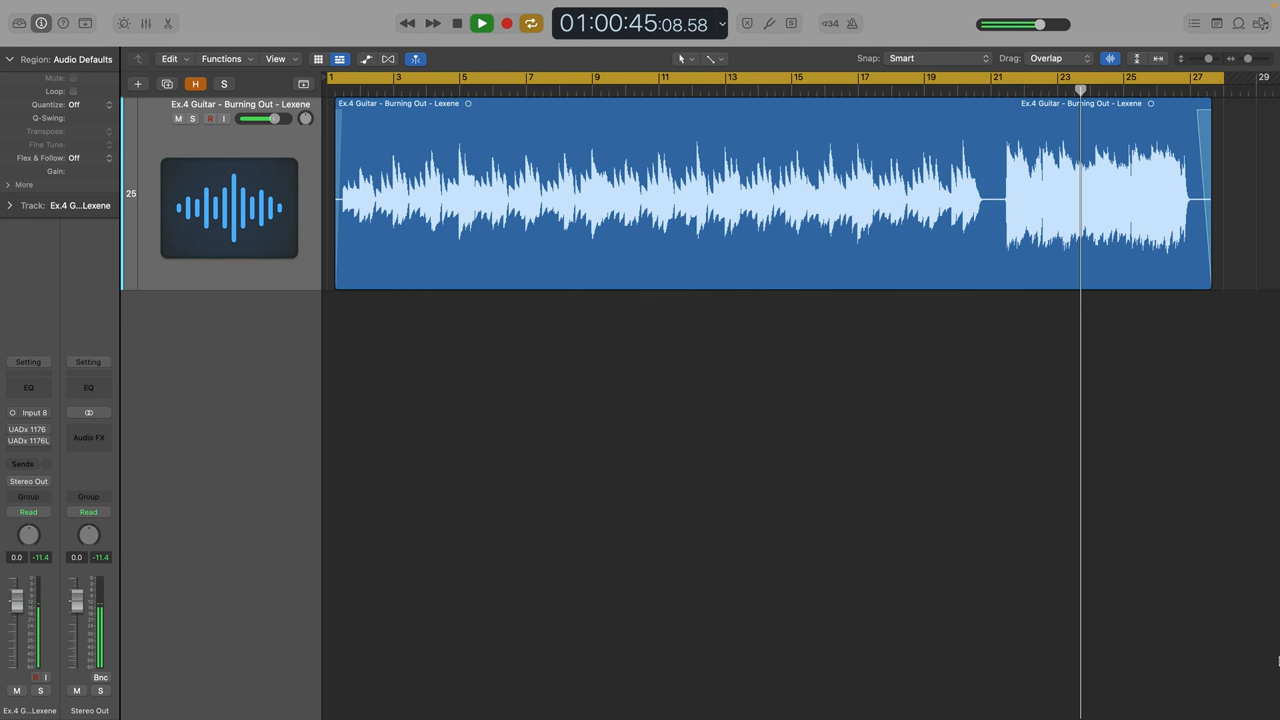 01:00:45:08.58
1234
Region: Audio Defaults
Mute:
Loop:
Quantize: Off
Q-Swing:
Transpose:
Fine Tune:
Flex & Follow: Off
Gain:
More
Track: Ex.4 G...Lexene
Edit Functions View
Snap: Smart
Drag: Overlap
H S
1 3 5 7 9 11 13 15 17 19 21 23 25 27 29
25
Ex.4 Guitar - Burning Out - Lexene
M S R I
Ex.4 Guitar - Burning Out - Lexene
Ex.4 Guitar - Burning Out - Lexene
Setting Setting
EQ EQ
Input 8
UADx 1176
UADx 1176L
Audio FX
Sends
Stereo Out
Group Group
Read Read
0.0 -11.4 0.0 -11.4
R I Bnc
M S M S
Ex.4 G...Lexene Stereo Out